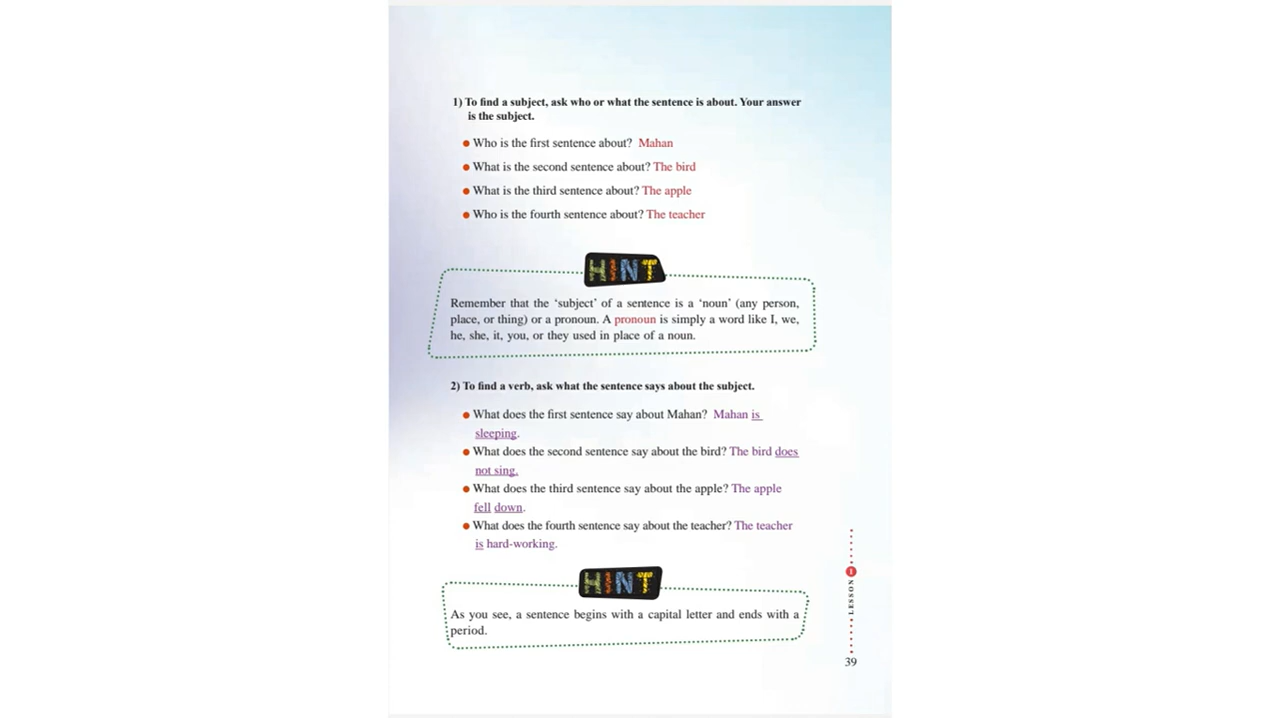 1) To find a subject, ask who or what the sentence is about. Your answer
is the subject.
● Who is the first sentence about? Mahan
● What is the second sentence about? The bird
● What is the third sentence about? The apple
● Who is the fourth sentence about? The teacher
HINT
Remember that the ‘subject’ of a sentence is a ‘noun’ (any person,
place, or thing) or a pronoun. A pronoun is simply a word like I, we,
he, she, it, you, or they used in place of a noun.
2) To find a verb, ask what the sentence says about the subject.
● What does the first sentence say about Mahan? Mahan is
sleeping.
● What does the second sentence say about the bird? The bird does
not sing.
● What does the third sentence say about the apple? The apple
fell down.
● What does the fourth sentence say about the teacher? The teacher
is hard-working.
HINT
As you see, a sentence begins with a capital letter and ends with a
period.
LESSON 1
39